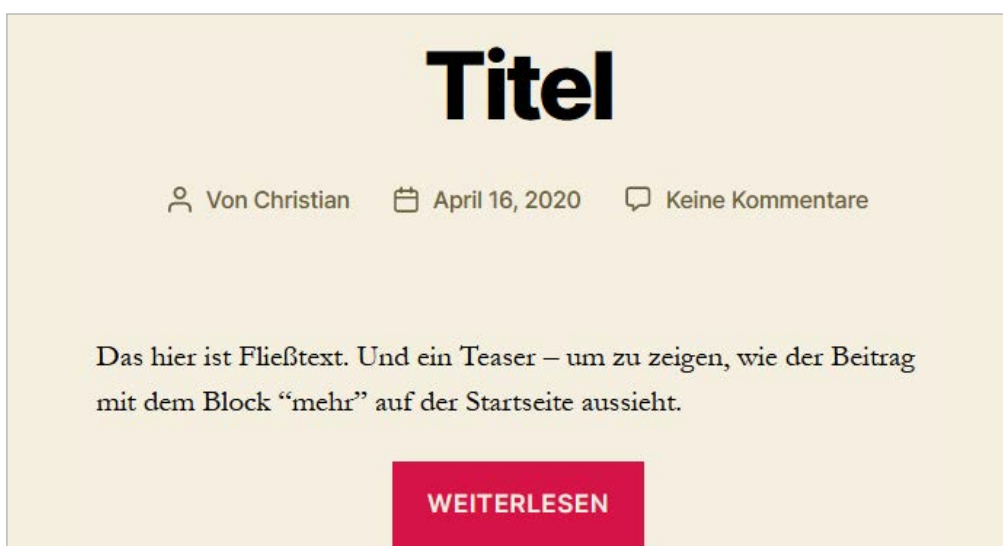 Titel
Von Christian April 16, 2020 Keine Kommentare
Das hier ist Fließtext. Und ein Teaser – um zu zeigen, wie der Beitrag
mit dem Block “mehr” auf der Startseite aussieht.
WEITERLESEN